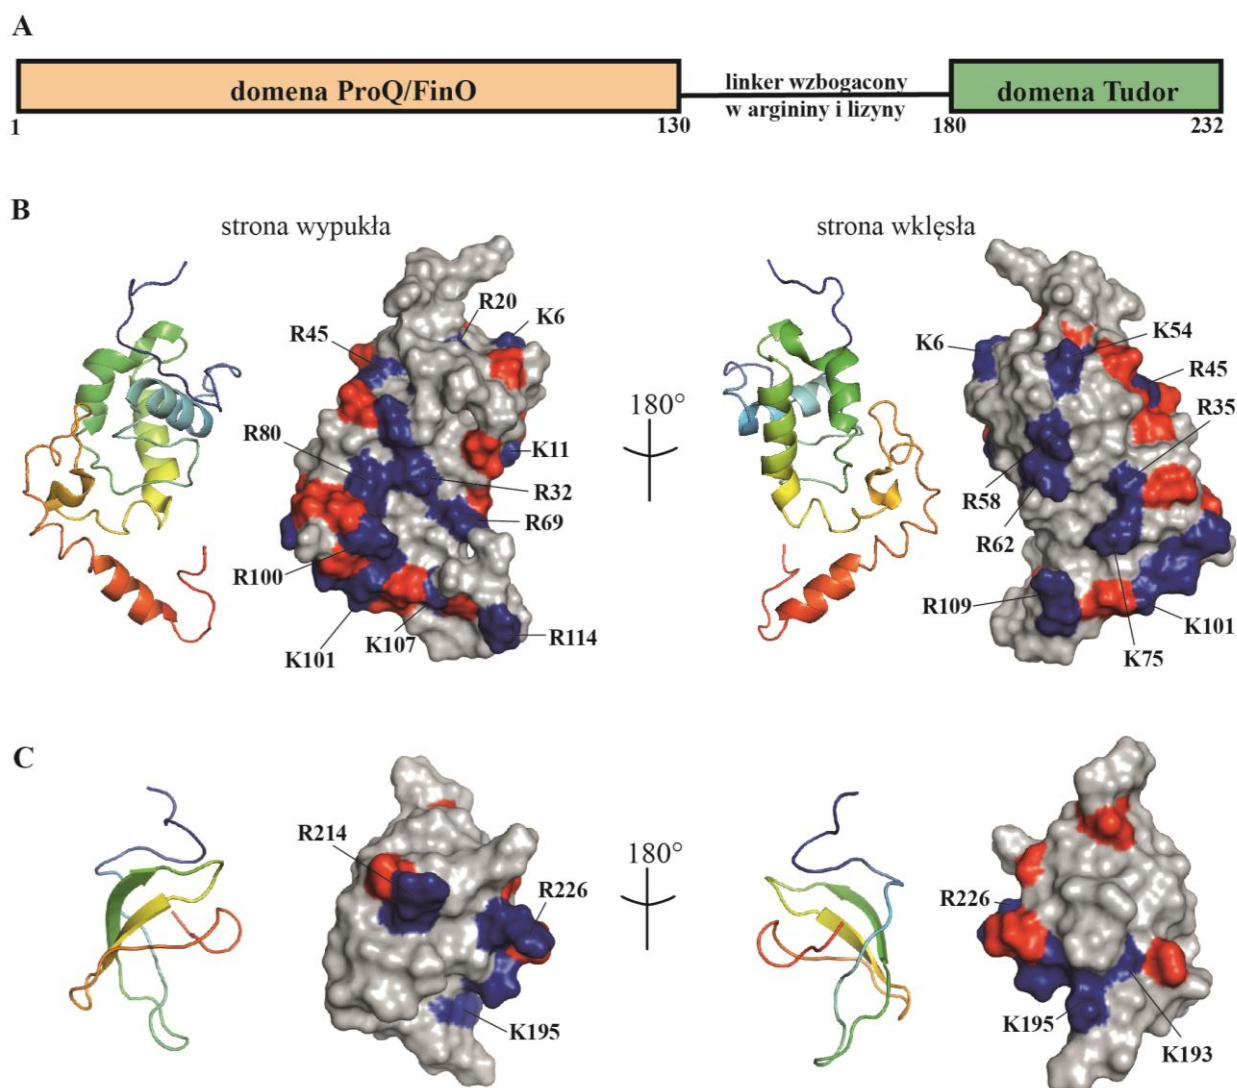 A
domena ProQ/FinO
linker wzbogacony
w argininy i lizyny
domena Tudor
1
130
180
232
B
strona wypukła
strona wklęsła
R20
K6
R45
R80
K11
R32
R69
R100
K107
R114
K101
180°
K6
K54
R45
R35
R58
R62
R109
K101
K75
C
R214
R226
K195
180°
R226
K195
K193